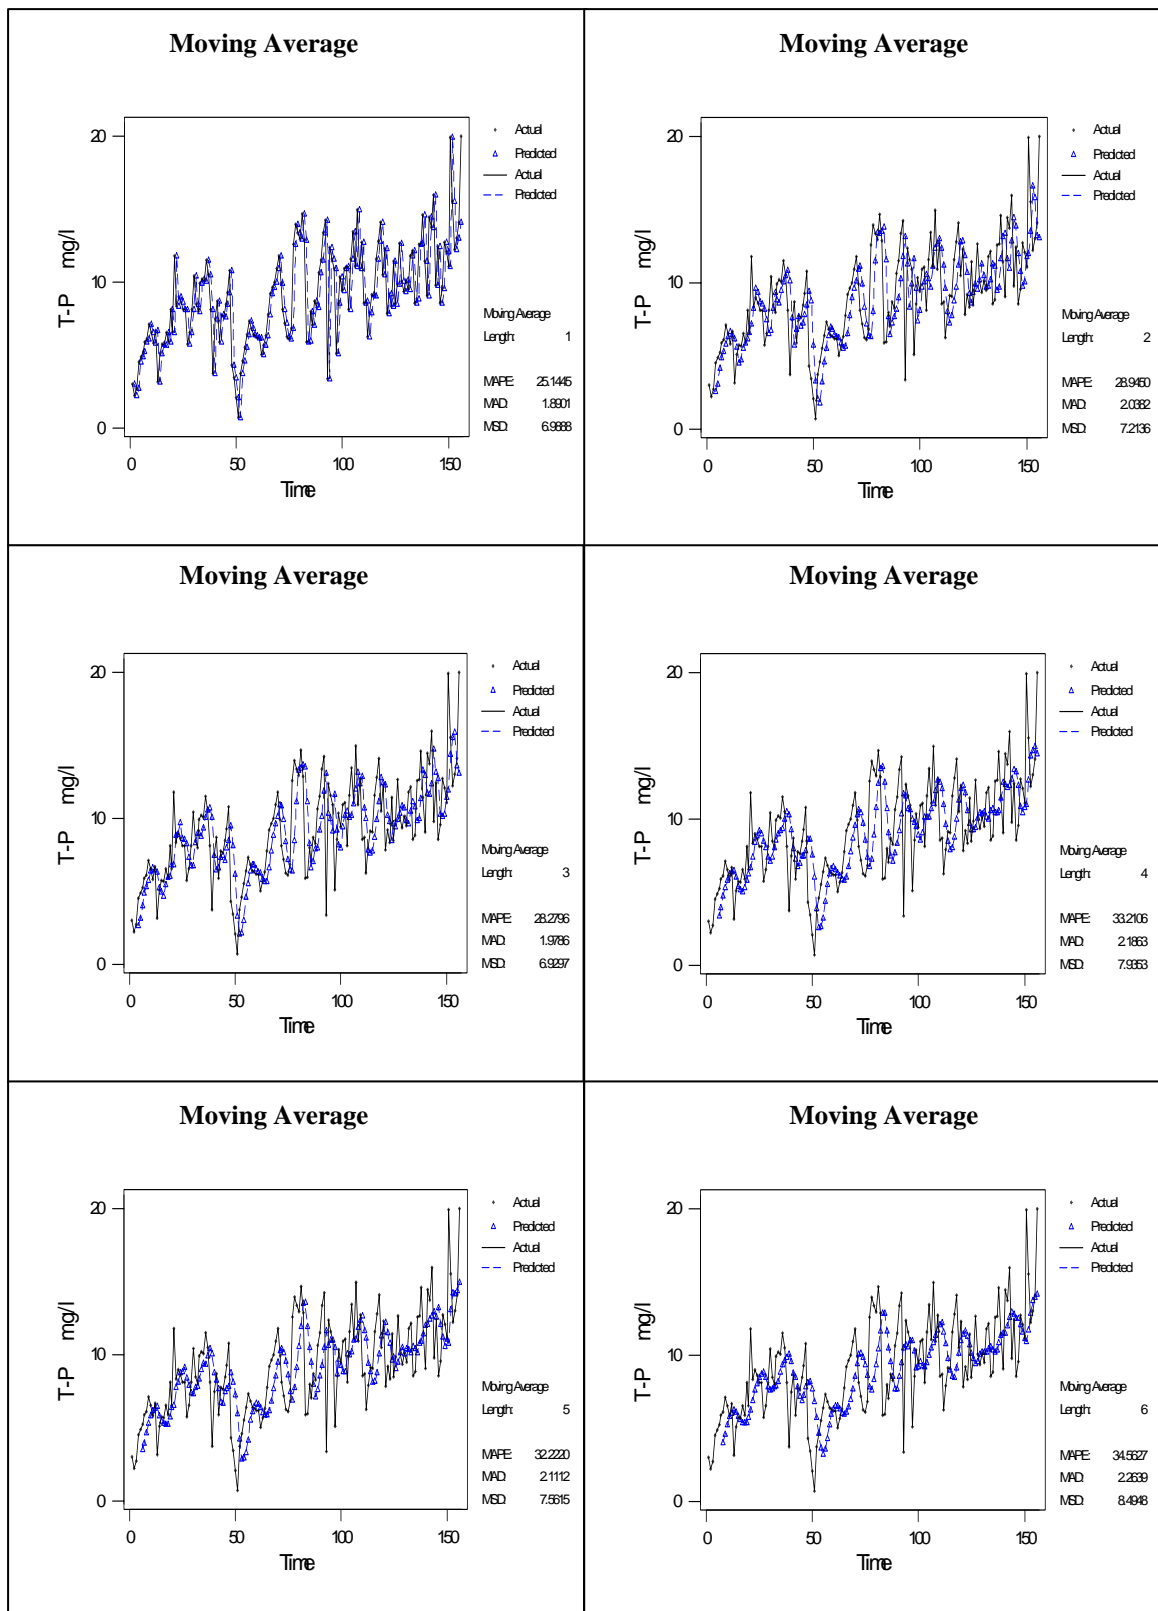 Moving Average
Actual
Predicted
Actual
Predicted
20
10
0
T-P mg/l
0 50 100 150
Time
Moving Average
Length: 1
MAPE: 25.1445
MAD: 1.8901
MSD: 6.9888
Moving Average
Actual
Predicted
Actual
Predicted
20
10
0
T-P mg/l
0 50 100 150
Time
Moving Average
Length: 2
MAPE: 28.9450
MAD: 2.0382
MSD: 7.2136
Moving Average
Actual
Predicted
Actual
Predicted
20
10
0
T-P mg/l
0 50 100 150
Time
Moving Average
Length: 3
MAPE: 28.2796
MAD: 1.9786
MSD: 6.9297
Moving Average
Actual
Predicted
Actual
Predicted
20
10
0
T-P mg/l
0 50 100 150
Time
Moving Average
Length: 4
MAPE: 33.2106
MAD: 2.1863
MSD: 7.9353
Moving Average
Actual
Predicted
Actual
Predicted
20
10
0
T-P mg/l
0 50 100 150
Time
Moving Average
Length: 5
MAPE: 32.2220
MAD: 2.1112
MSD: 7.5615
Moving Average
Actual
Predicted
Actual
Predicted
20
10
0
T-P mg/l
0 50 100 150
Time
Moving Average
Length: 6
MAPE: 34.5627
MAD: 2.2639
MSD: 8.4948